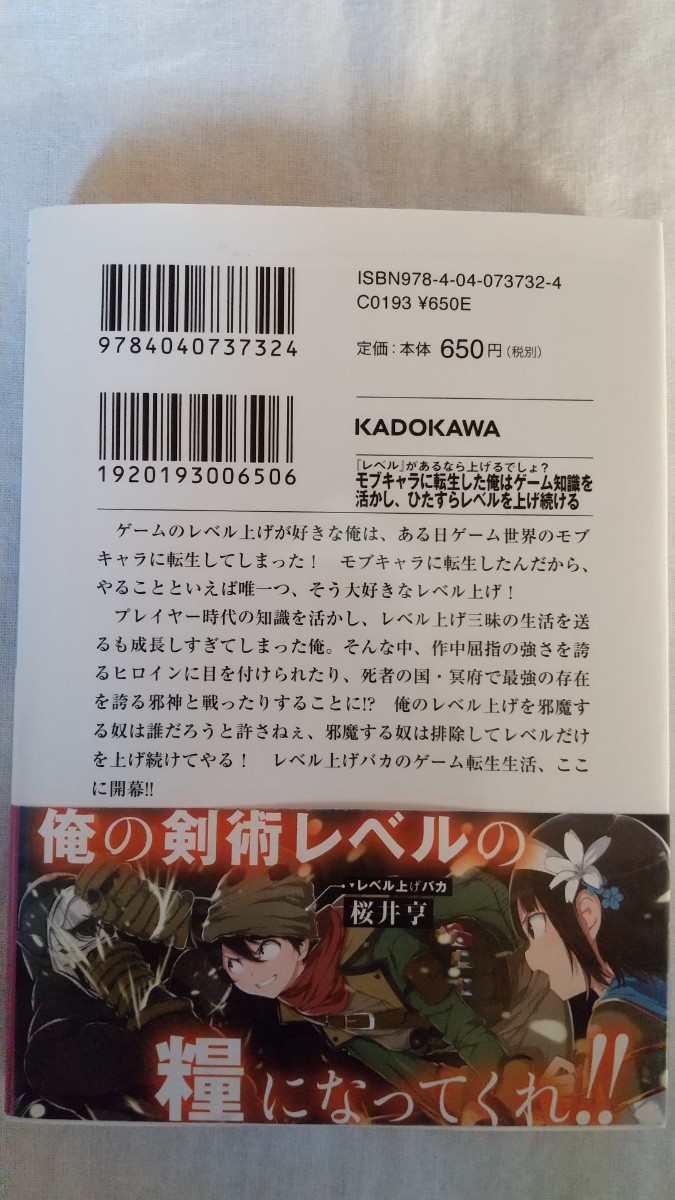 ISBN978-4-04-073732-4
C0193 ¥650E
9784040737324
定価:本体 650円(税別)
KADOKAWA
1920193006506
『レベル』があるなら上げるでしょ?
モブキャラに転生した俺はゲーム知識を
活かし、ひたすらレベルを上げ続ける
ゲームのレベル上げが好きな俺は、ある日ゲーム世界のモブ
キャラに転生してしまった! モブキャラに転生したんだから、
やることといえば唯一つ、そう大好きなレベル上げ!
プレイヤー時代の知識を活かし、レベル上げ三昧の生活を送
るも成長しすぎてしまった俺。そんな中、作中屈指の強さを誇
るヒロインに目を付けられたり、死者の国・冥府で最強の存在
を誇る邪神と戦ったりすることに!? 俺のレベル上げを邪魔す
る奴は誰だろうと許さねぇ、邪魔する奴は排除してレベルだけ
を上げ続けてやる! レベル上げバカのゲーム転生生活、ここ
に開幕!!
俺の剣術レベルの
▼レベル上げバカ
桜井亨
糧になってくれ!!